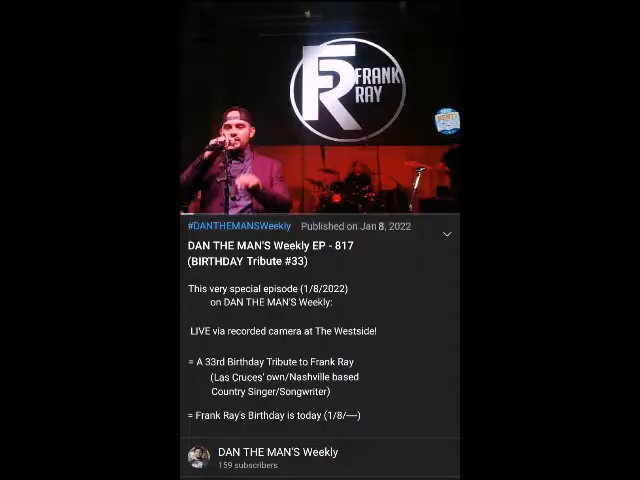 FR
FRANK
RAY
#DANTHEMANSWeekly Published on Jan 8, 2022
DAN THE MAN'S Weekly EP - 817
(BIRTHDAY Tribute #33)
This very special episode (1/8/2022)
on DAN THE MAN'S Weekly:
LIVE via recorded camera at The Westside!
= A 33rd Birthday Tribute to Frank Ray
(Las Cruces' own/Nashville based
Country Singer/Songwriter)
= Frank Ray's Birthday is today (1/8/----)
DAN THE MAN'S Weekly
159 subscribers